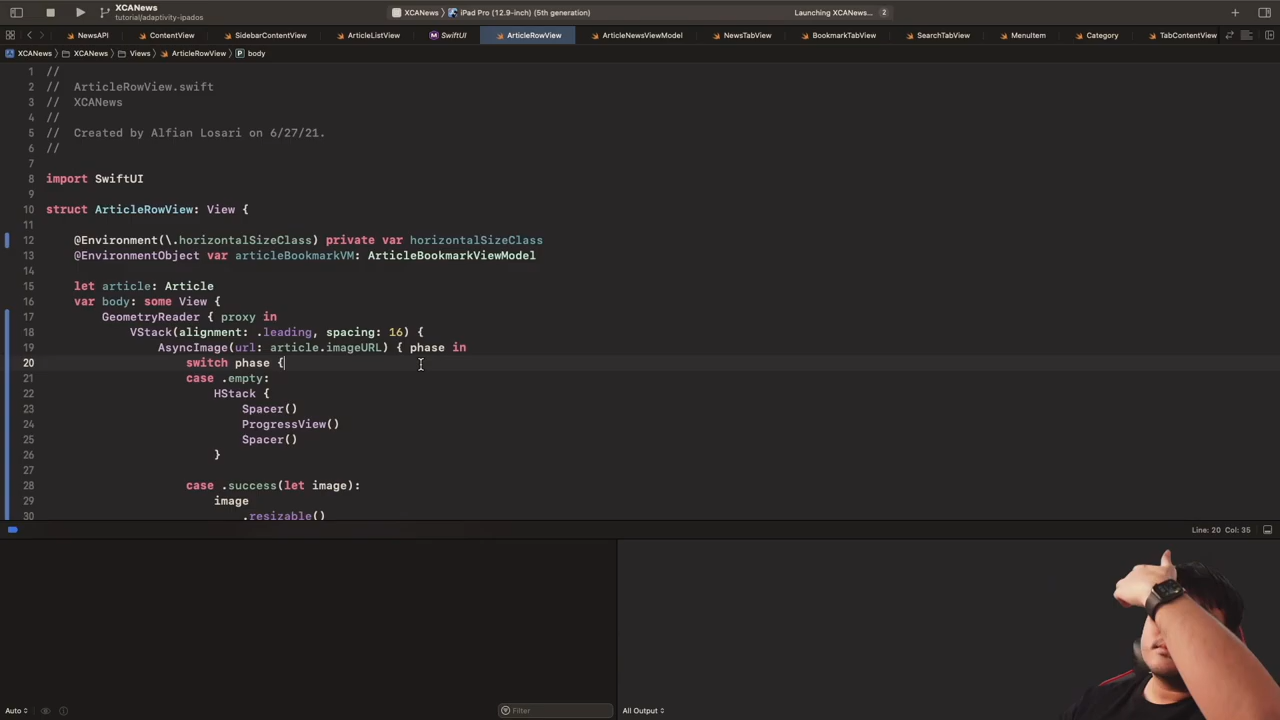 XCANews
tutorial/adaptivity-ipados
XCANews 〉 iPad Pro (12.9-inch) (5th generation)
Launching XCANews...
2
NewsAPI
ContentView
SidebarContentView
ArticleListView
SwiftUI
ArticleRowView
ArticleNewsViewModel
NewsTabView
BookmarkTabView
SearchTabView
MenuItem
Category
TabContentView
XCANews 〉 XCANews 〉 Views 〉 ArticleRowView 〉 P body
1 //
2 //  ArticleRowView.swift
3 //  XCANews
4 //
5 //  Created by Alfian Losari on 6/27/21.
6 //
7
8 import SwiftUI
9
10 struct ArticleRowView: View {
11
12     @Environment(\.horizontalSizeClass) private var horizontalSizeClass
13     @EnvironmentObject var articleBookmarkVM: ArticleBookmarkViewModel
14
15     let article: Article
16     var body: some View {
17         GeometryReader { proxy in
18             VStack(alignment: .leading, spacing: 16) {
19                 AsyncImage(url: article.imageURL) { phase in
20                     switch phase {
21                     case .empty:
22                         HStack {
23                             Spacer()
24                             ProgressView()
25                             Spacer()
26                         }
27
28                     case .success(let image):
29                         image
30                             .resizable()
Line: 20 Col: 35
Auto
Filter
All Output